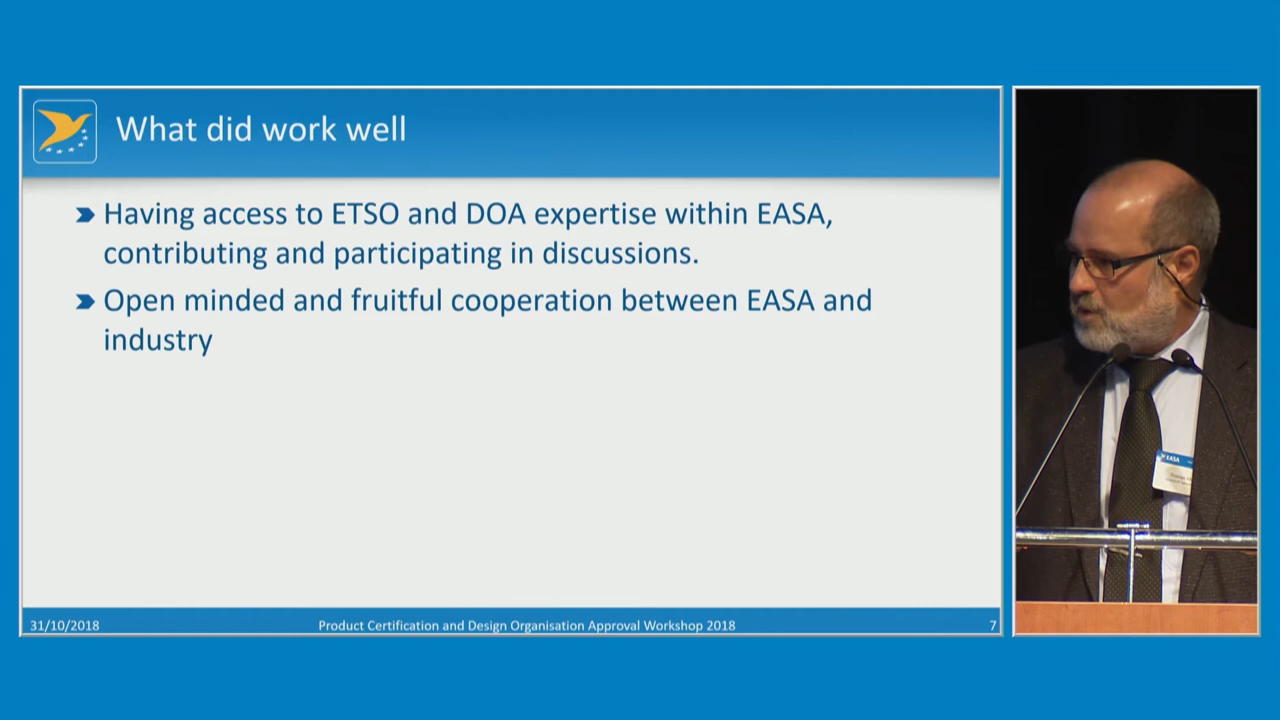 What did work well
Having access to ETSO and DOA expertise within EASA,
contributing and participating in discussions.
Open minded and fruitful cooperation between EASA and
industry
31/10/2018
Product Certification and Design Organisation Approval Workshop 2018
7
EASA